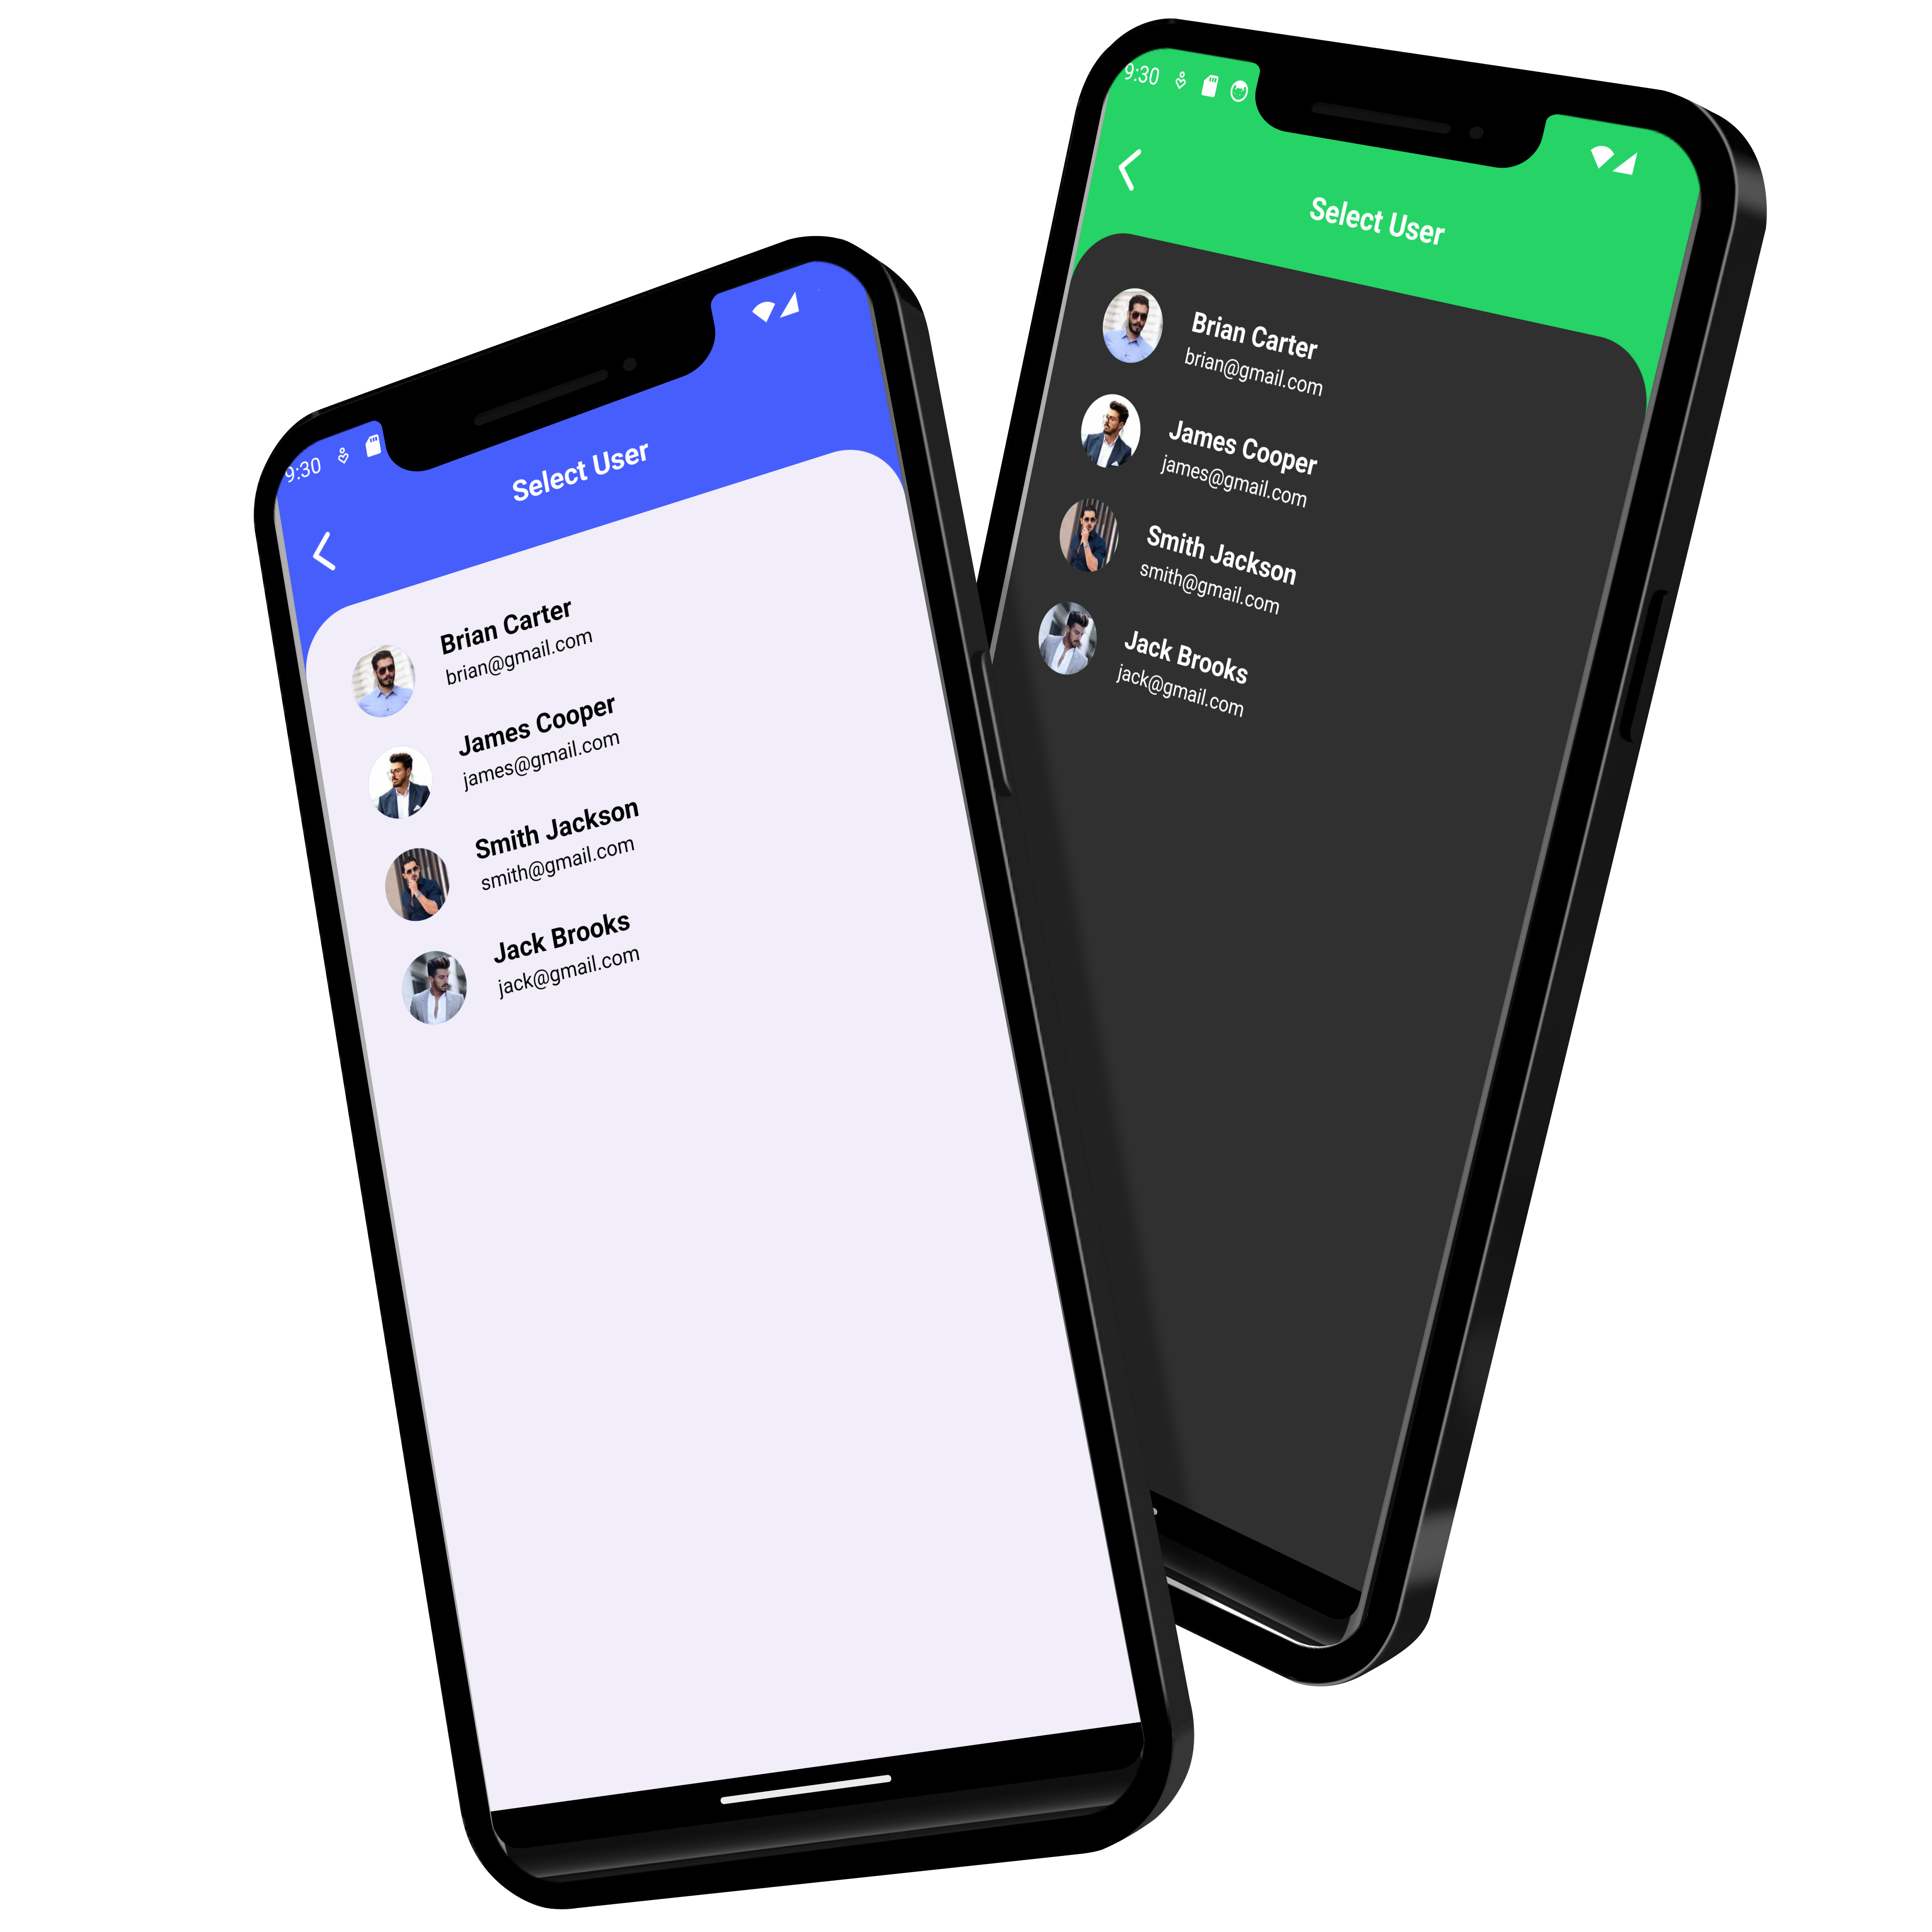 9:30
Select User
Brian Carter
brian@gmail.com
James Cooper
james@gmail.com
Smith Jackson
smith@gmail.com
Jack Brooks
jack@gmail.com
9:30
Select User
Brian Carter
brian@gmail.com
James Cooper
james@gmail.com
Smith Jackson
smith@gmail.com
Jack Brooks
jack@gmail.com